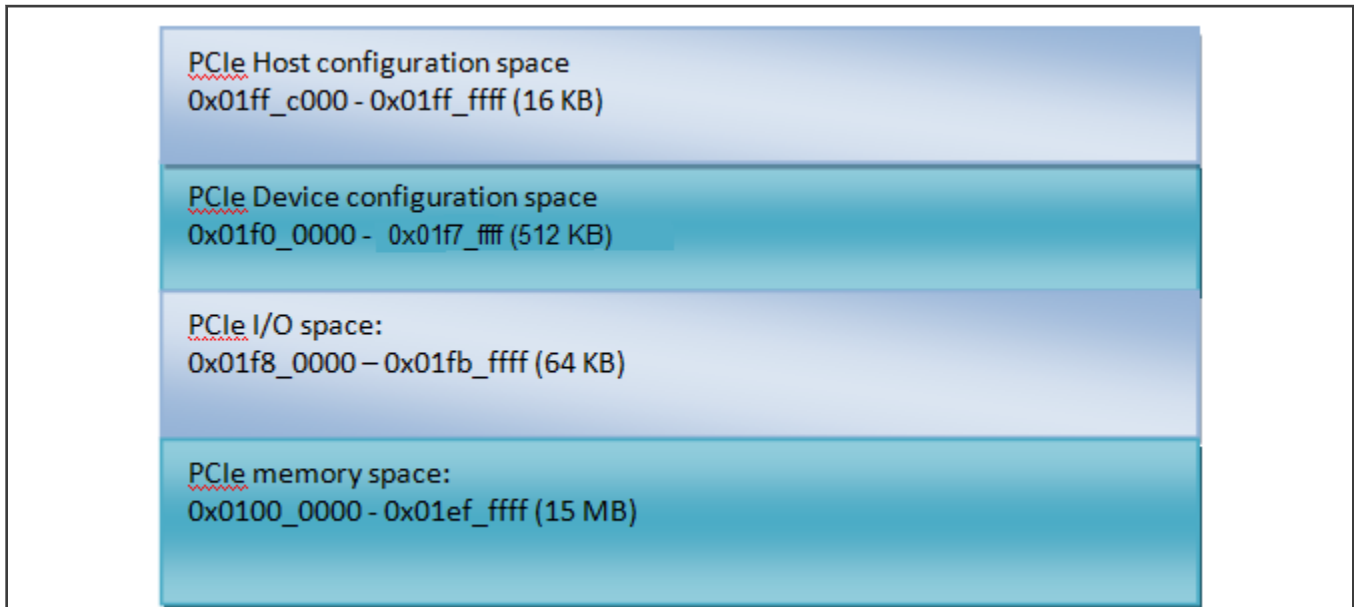 PCIe Host configuration space
0x01ff_c000 - 0x01ff_ffff (16 KB)
PCIe Device configuration space
0x01f0_0000 - 0x01f7_ffff (512 KB)
PCIe I/O space:
0x01f8_0000 – 0x01fb_ffff (64 KB)
PCIe memory space:
0x0100_0000 - 0x01ef_ffff (15 MB)